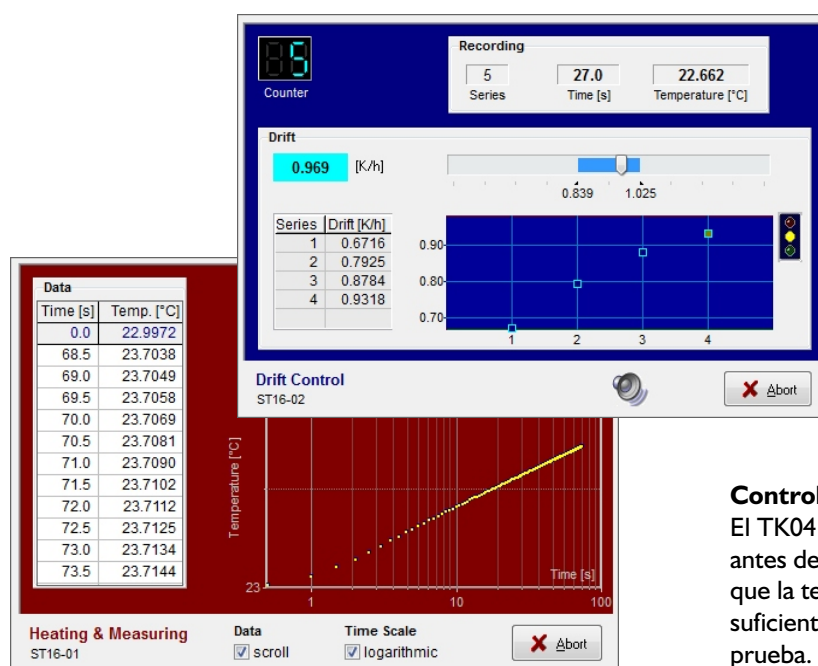 5
Counter
Recording
5 27.0 22.662
Series Time [s] Temperature [°C]
Drift
0.969 [K/h]
0.839 1.025
Series Drift [K/h]
1 0.6716
2 0.7925
3 0.8784
4 0.9318
0.90
0.80
0.70
1 2 3 4
Drift Control
ST16-02
Abort
Data
Time [s] Temp. [°C]
0.0 22.9972
68.5 23.7038
69.0 23.7049
69.5 23.7058
70.0 23.7069
70.5 23.7081
71.0 23.7090
71.5 23.7102
72.0 23.7112
72.5 23.7125
73.0 23.7134
73.5 23.7144
Temperature [°C]
23
Time [s]
1 10 100
Heating & Measuring
ST16-01
Data
scroll
Time Scale
logarithmic
Abort
Control
El TK04
antes de
que la te
suficient
prueba.